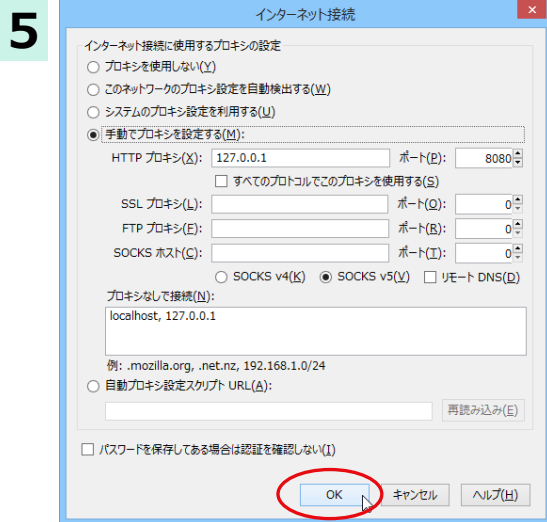 5
インターネット接続
インターネット接続に使用するプロキシの設定
プロキシを使用しない(Y)
このネットワークのプロキシ設定を自動検出する(W)
システムのプロキシ設定を利用する(U)
手動でプロキシを設定する(M):
HTTP プロキシ(X): 127.0.0.1 ポート(P): 8080
すべてのプロトコルでこのプロキシを使用する(S)
SSL プロキシ(L): ポート(O): 0
FTP プロキシ(F): ポート(R): 0
SOCKS ホスト(C): ポート(T): 0
SOCKS v4(K) SOCKS v5(V) リモート DNS(D)
プロキシなしで接続(N):
localhost, 127.0.0.1
例: .mozilla.org, .net.nz, 192.168.1.0/24
自動プロキシ設定スクリプト URL(A):
再読み込み(E)
パスワードを保存してある場合は認証を確認しない(I)
OK キャンセル ヘルプ(H)